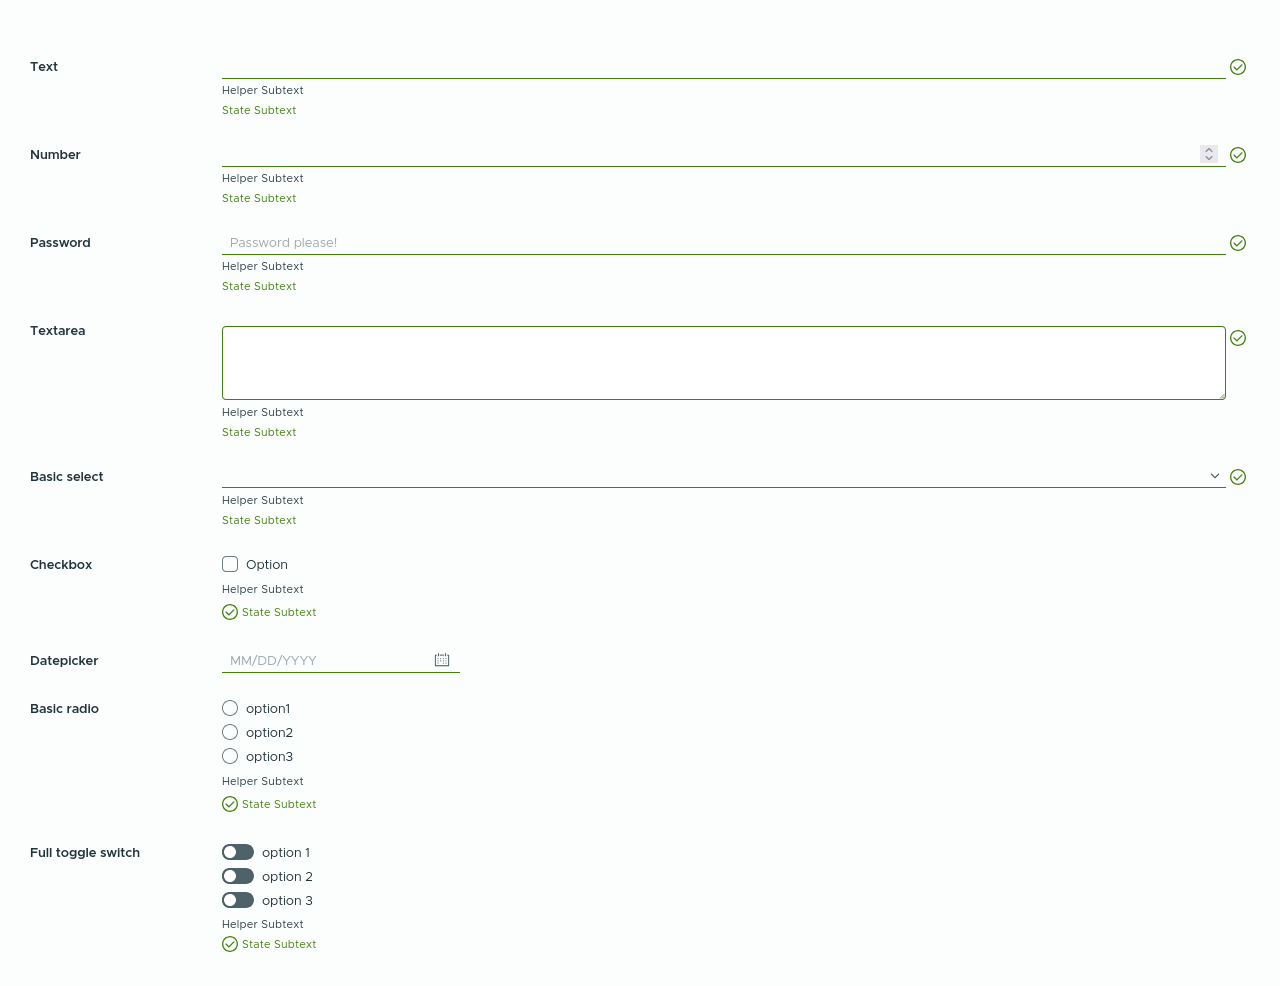 Text
Helper Subtext
State Subtext
Number
Helper Subtext
State Subtext
Password
Password please!
Helper Subtext
State Subtext
Textarea
Helper Subtext
State Subtext
Basic select
Helper Subtext
State Subtext
Checkbox
Option
Helper Subtext
State Subtext
Datepicker
MM/DD/YYYY
Basic radio
option1
option2
option3
Helper Subtext
State Subtext
Full toggle switch
option 1
option 2
option 3
Helper Subtext
State Subtext